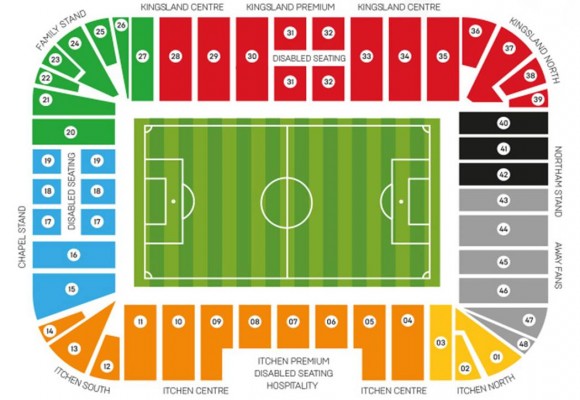 KINGSLAND CENTRE KINGSLAND PREMIUM KINGSLAND CENTRE
FAMILY STAND
KINGSLAND NORTH
26
25
24
23
22
21
27 28 29 30 31 32 33 34 35 36
37
38
39
DISABLED SEATING
31 32
20
40
41
42
19 19
18 18
17 17
DISABLED SEATING
CHAPEL STAND
NORTHAM STAND
43
44
16
45
AWAY FANS
15
46
47
48
14
13
12
11 10 09 08 07 06 05 04 03
02
01
ITCHEN SOUTH
ITCHEN CENTRE
ITCHEN PREMIUM
DISABLED SEATING
HOSPITALITY
ITCHEN CENTRE
ITCHEN NORTH